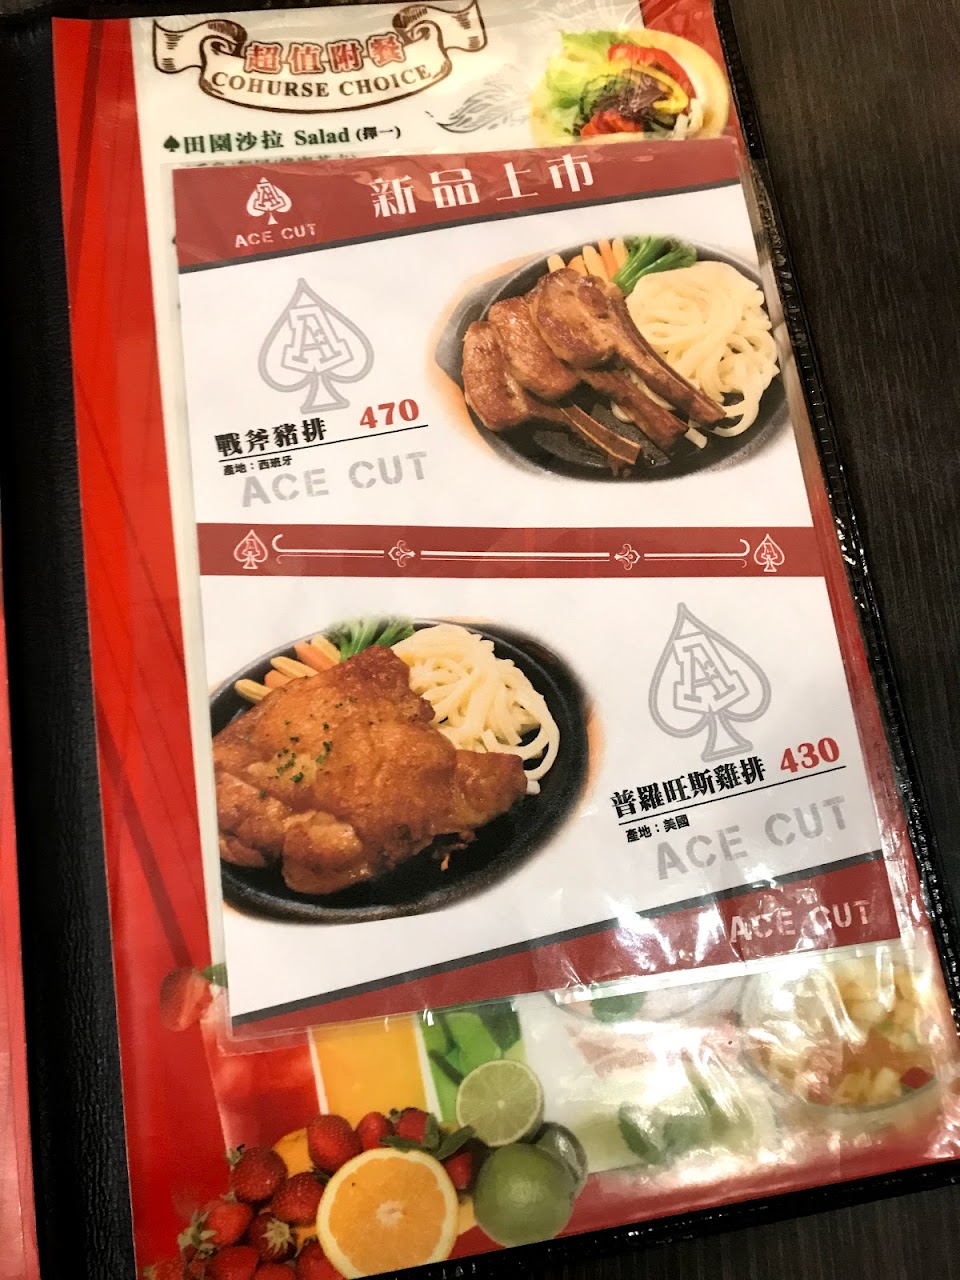 超值附餐
COHURSE CHOICE
♠田園沙拉 Salad (擇一)
A
ACE CUT
新品上市
A
戰斧豬排 470
產地：西班牙
ACE CUT
A
A
A
普羅旺斯雞排 430
產地：美國
ACE CUT
ACE CUT